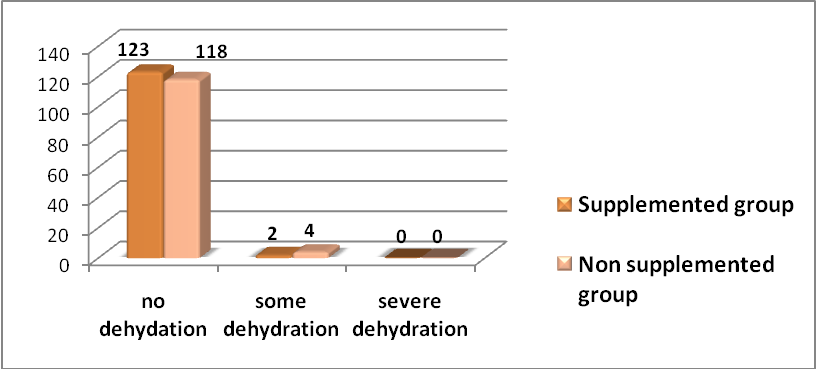 123
118
140
120
100
80
60
40
20
0
2
4
0
0
no dehydation
some dehydration
severe dehydration
Supplemented group
Non supplemented
group